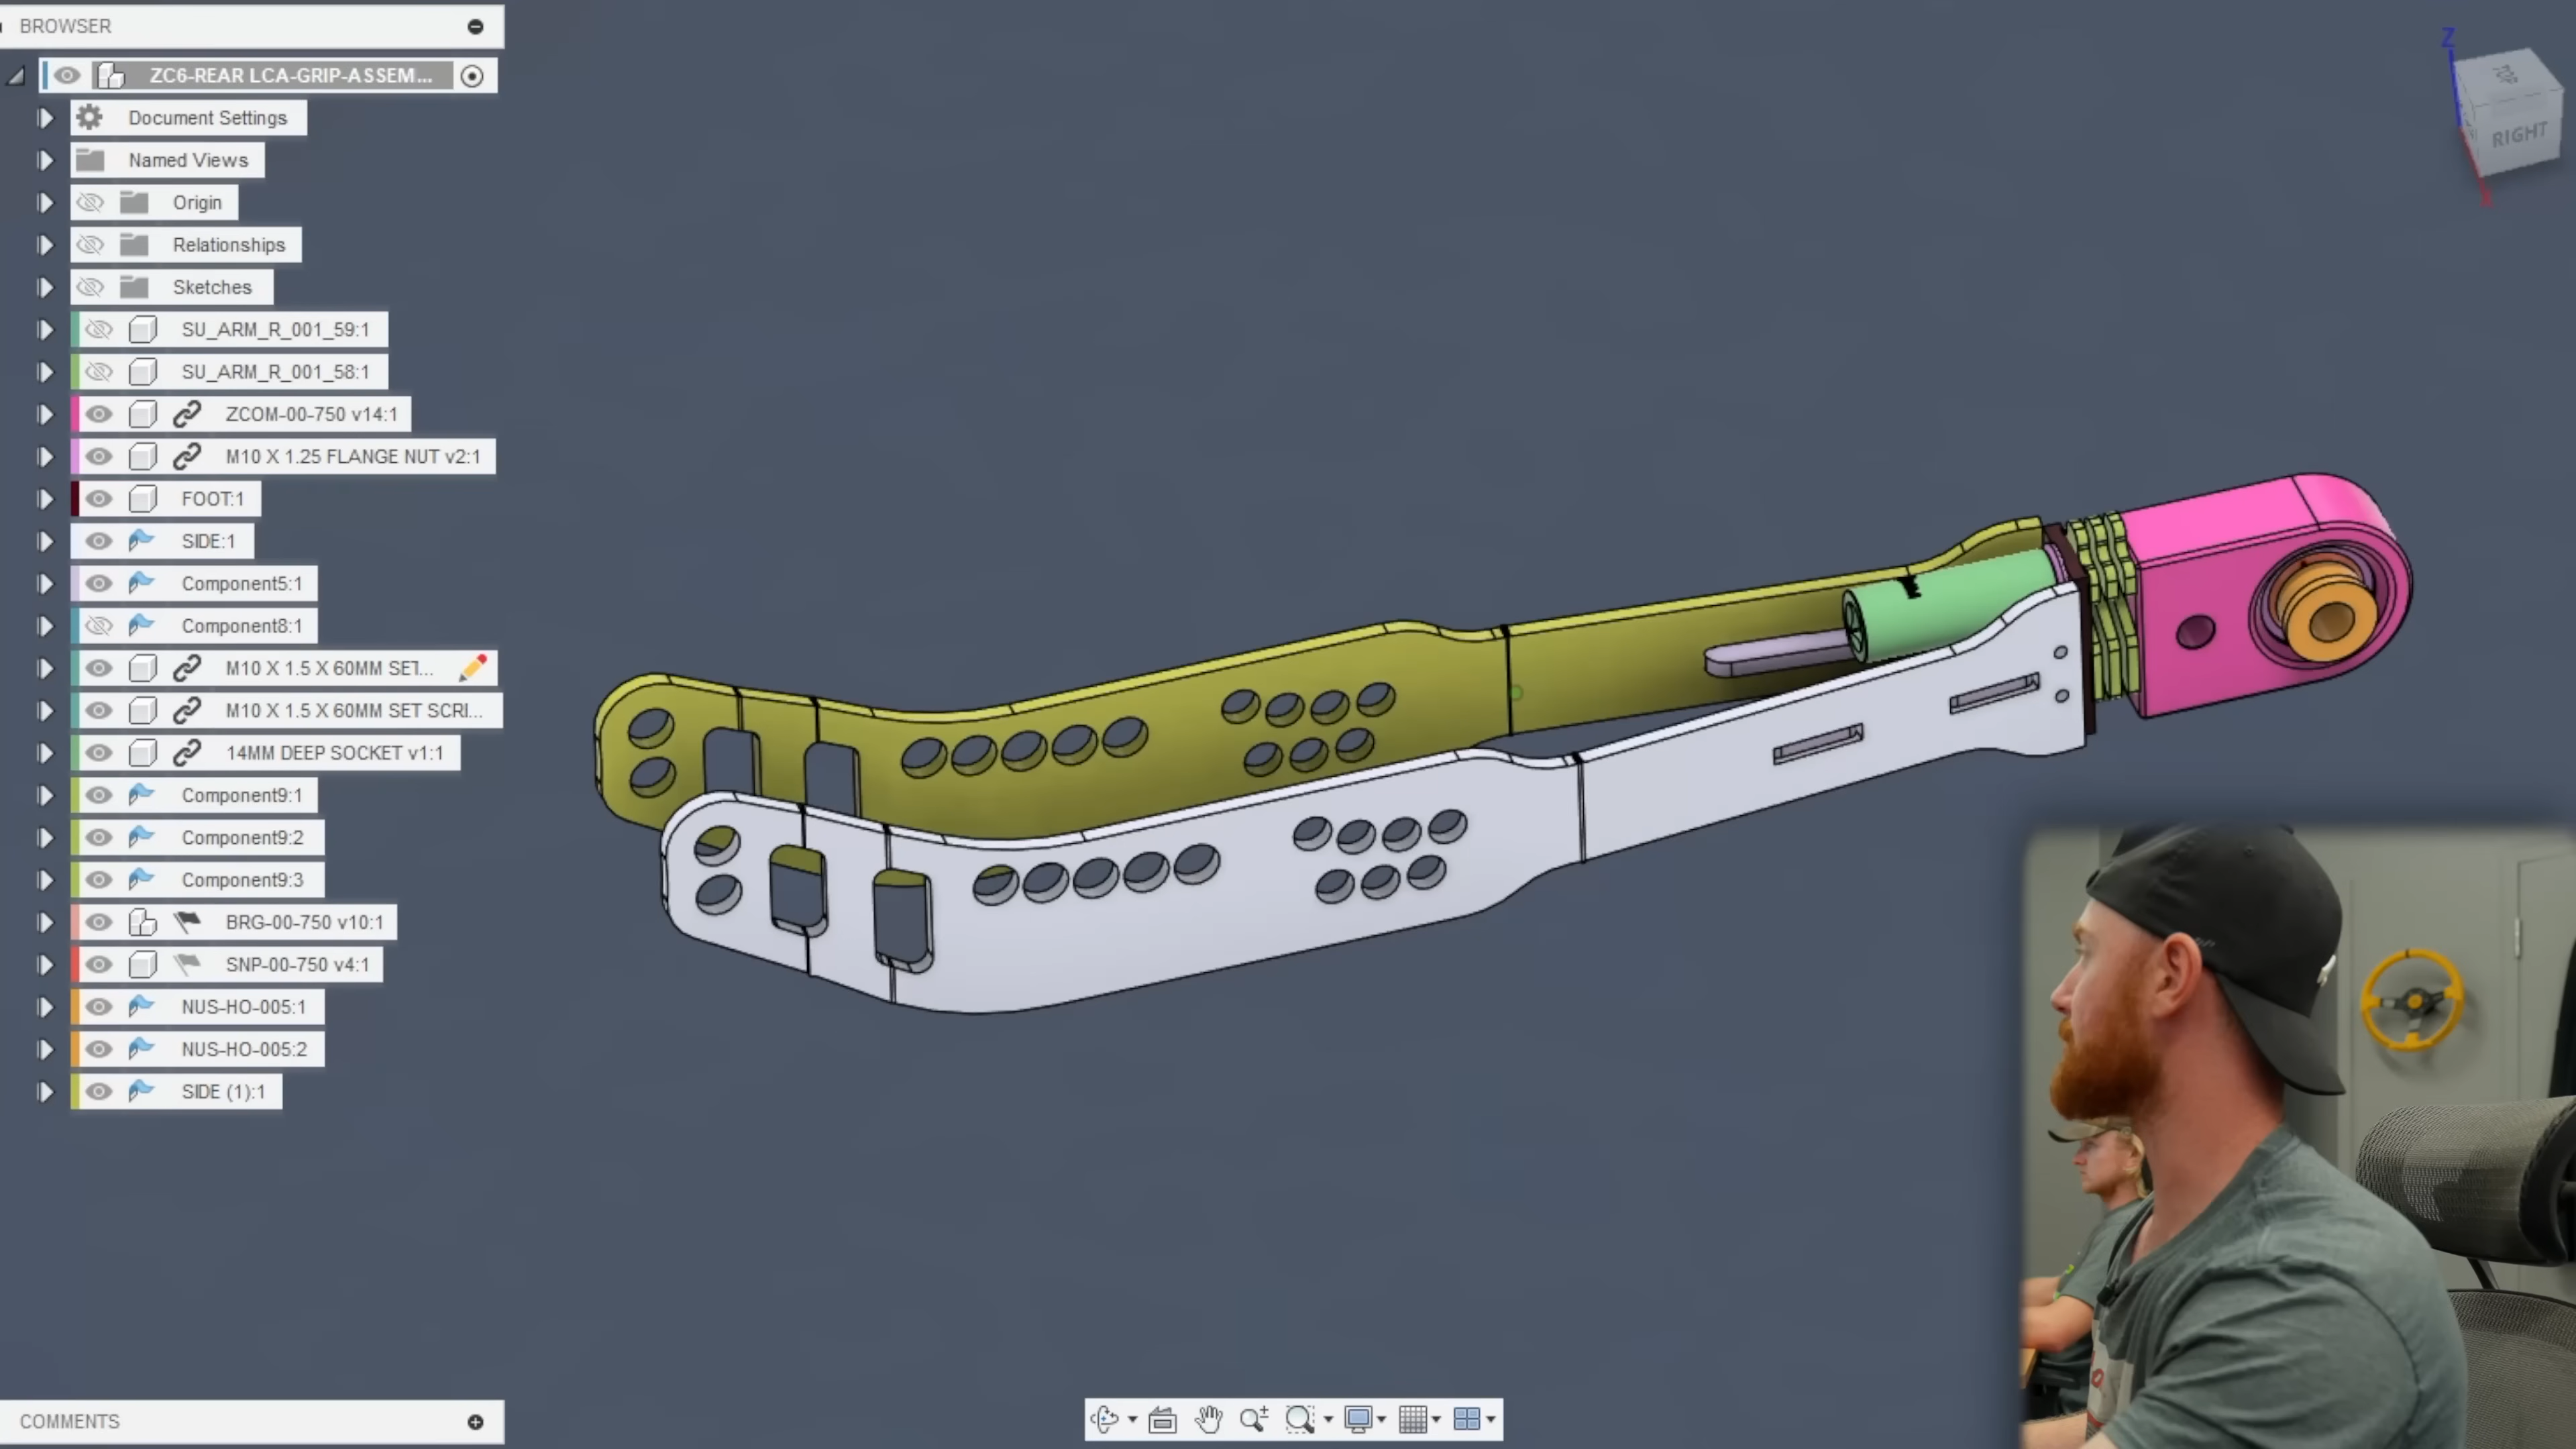 BROWSER
ZC6-REAR LCA-GRIP-ASSEM...
Document Settings
Named Views
Origin
Relationships
Sketches
SU_ARM_R_001_59:1
SU_ARM_R_001_58:1
ZCOM-00-750 v14:1
M10 X 1.25 FLANGE NUT v2:1
FOOT:1
SIDE:1
Component5:1
Component8:1
M10 X 1.5 X 60MM SET...
M10 X 1.5 X 60MM SET SCRI...
14MM DEEP SOCKET v1:1
Component9:1
Component9:2
Component9:3
BRG-00-750 v10:1
SNP-00-750 v4:1
NUS-HO-005:1
NUS-HO-005:2
SIDE (1):1
COMMENTS
Z
TOP
RIGHT
X